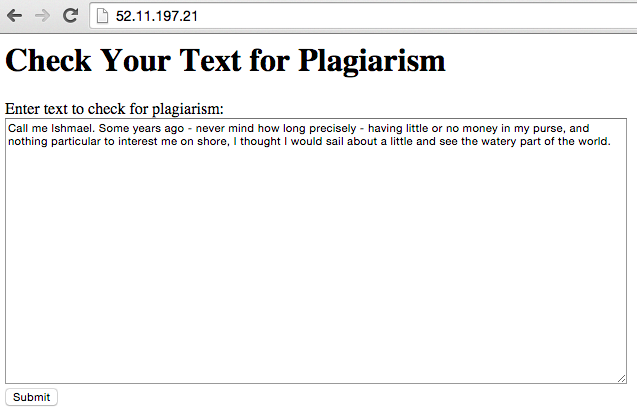 52.11.197.21
Check Your Text for Plagiarism
Enter text to check for plagiarism:
Call me Ishmael. Some years ago - never mind how long precisely - having little or no money in my purse, and
nothing particular to interest me on shore, I thought I would sail about a little and see the watery part of the world.
Submit